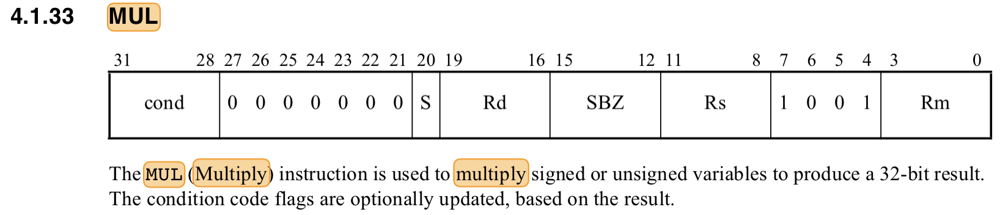 4.1.33 MUL
31 28 27 26 25 24 23 22 21 20 19 16 15 12 11 8 7 6 5 4 3 0
cond 0 0 0 0 0 0 0 S Rd SBZ Rs 1 0 0 1 Rm
The MUL (Multiply) instruction is used to multiply signed or unsigned variables to produce a 32-bit result.
The condition code flags are optionally updated, based on the result.